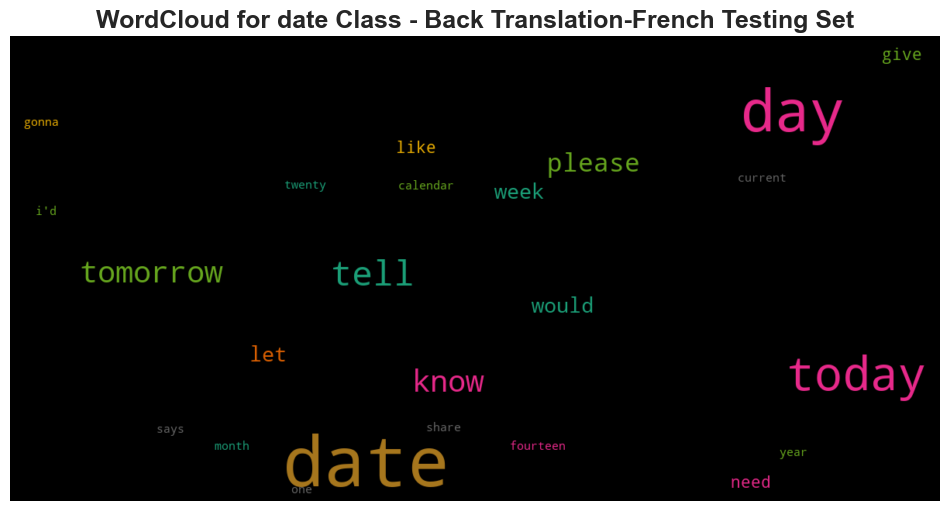 WordCloud for date Class - Back Translation-French Testing Set
give
day
gonna
like
please
current
twenty
calendar
week
i'd
tomorrow
tell
would
let
know
today
says
share
month
date
fourteen
year
need
one